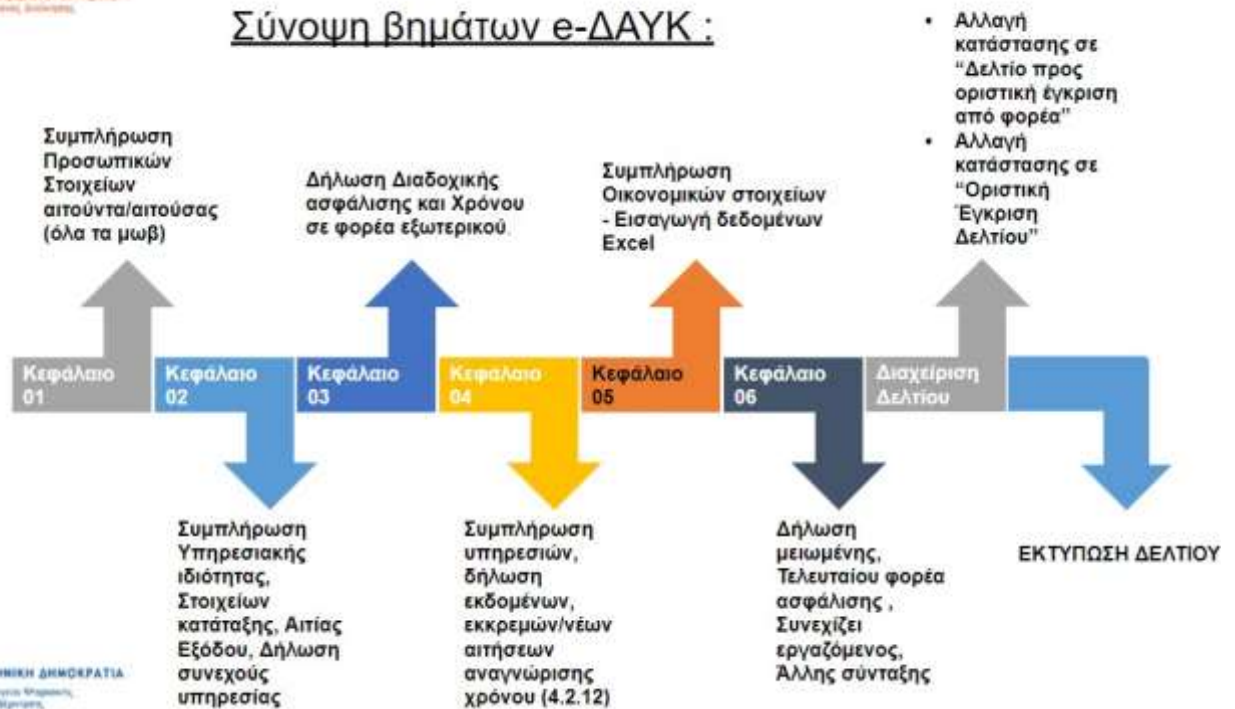 Σύνοψη βημάτων e-ΔΑΥΚ :
• Αλλαγή
κατάστασης σε
“Δελτίο προς
οριστική έγκριση
από φορέα”
• Αλλαγή
κατάστασης σε
“Οριστική
Έγκριση
Δελτίου”
Συμπλήρωση
Προσωπικών
Στοιχείων
αιτούντα/αιτούσας
(όλα τα μωβ)
Δήλωση Διαδοχικής
ασφάλισης και Χρόνου
σε φορέα εξωτερικού.
Συμπλήρωση
Οικονομικών στοιχείων
- Εισαγωγή δεδομένων
Excel
Κεφάλαιο
01
Κεφάλαιο
02
Κεφάλαιο
03
Κεφάλαιο
04
Κεφάλαιο
05
Κεφάλαιο
06
Διαχείριση
Δελτίου
Συμπλήρωση
Υπηρεσιακής
ιδιότητας,
Στοιχείων
κατάταξης, Αιτίας
Εξόδου, Δήλωση
συνεχούς
υπηρεσίας
Συμπλήρωση
υπηρεσιών,
δήλωση
εκδομένων,
εκκρεμών/νέων
αιτήσεων
αναγνώρισης
χρόνου (4.2.12)
Δήλωση
μειωμένης,
Τελευταίου φορέα
ασφάλισης ,
Συνεχίζει
εργαζόμενος,
Άλλης σύνταξης
ΕΚΤΥΠΩΣΗ ΔΕΛΤΙΟΥ
ΔΗΜΟΚΡΑΤΙΑ